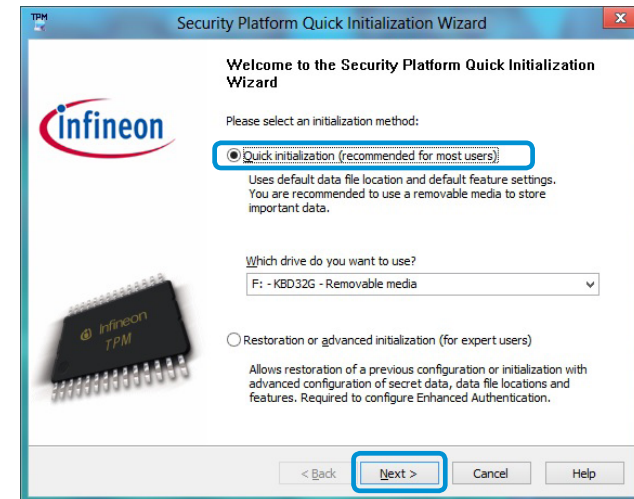 TPM
Security Platform Quick Initialization Wizard
X
Welcome to the Security Platform Quick Initialization
Wizard
infineon
Please select an initialization method:
Quick initialization (recommended for most users)
Uses default data file location and default feature settings.
You are recommended to use a removable media to store
important data.
Which drive do you want to use?
F: - KBD32G - Removable media
Infineon
TPM
Restoration or advanced initialization (for expert users)
Allows restoration of a previous configuration or initialization with
advanced configuration of secret data, data file locations and
features. Required to configure Enhanced Authentication.
< Back
Next >
Cancel
Help